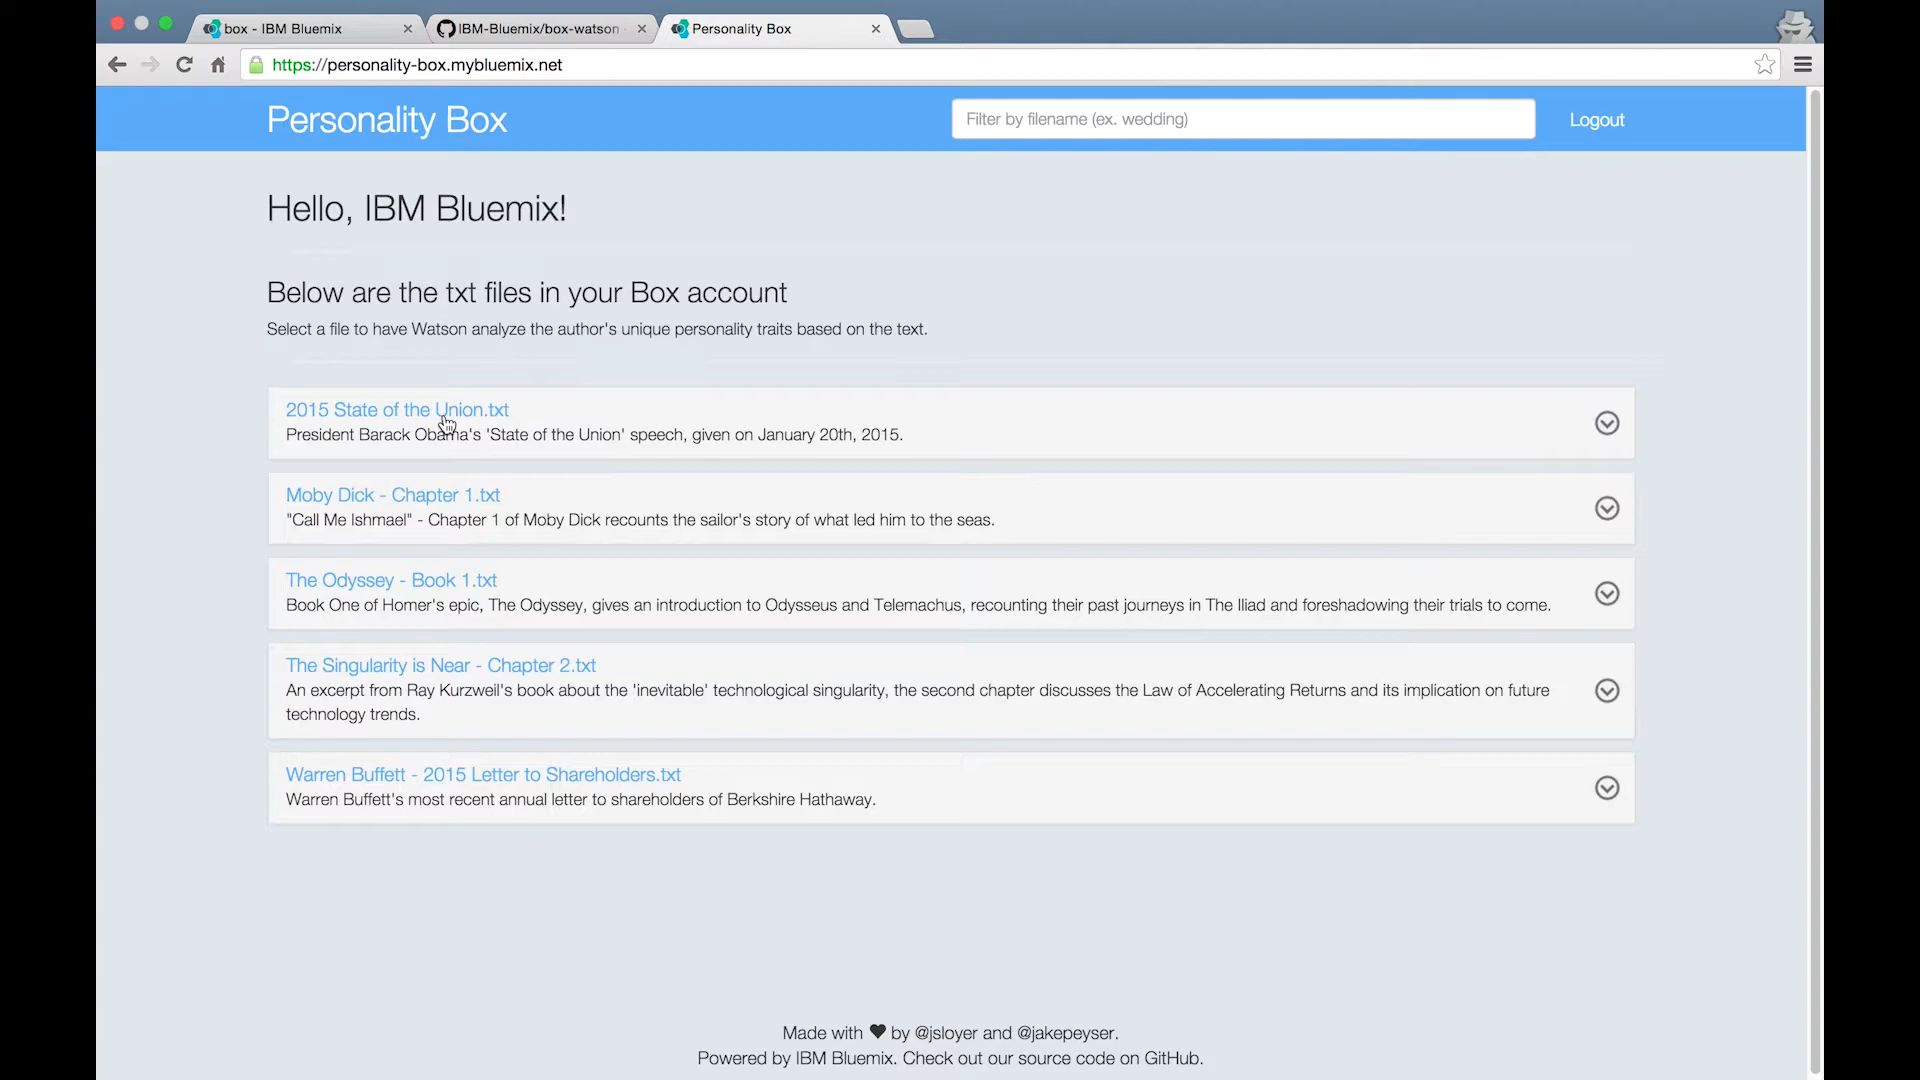 box - IBM Bluemix
IBM-Bluemix/box-watson
Personality Box
https://personality-box.mybluemix.net
Personality Box
Filter by filename (ex. wedding)
Logout
Hello, IBM Bluemix!
Below are the txt files in your Box account
Select a file to have Watson analyze the author's unique personality traits based on the text.
2015 State of the Union.txt
President Barack Obama's 'State of the Union' speech, given on January 20th, 2015.
Moby Dick - Chapter 1.txt
"Call Me Ishmael" - Chapter 1 of Moby Dick recounts the sailor's story of what led him to the seas.
The Odyssey - Book 1.txt
Book One of Homer's epic, The Odyssey, gives an introduction to Odysseus and Telemachus, recounting their past journeys in The Iliad and foreshadowing their trials to come.
The Singularity is Near - Chapter 2.txt
An excerpt from Ray Kurzweil's book about the 'inevitable' technological singularity, the second chapter discusses the Law of Accelerating Returns and its implication on future
technology trends.
Warren Buffett - 2015 Letter to Shareholders.txt
Warren Buffett's most recent annual letter to shareholders of Berkshire Hathaway.
Made with ♥ by @jsloyer and @jakepeyser.
Powered by IBM Bluemix. Check out our source code on GitHub.